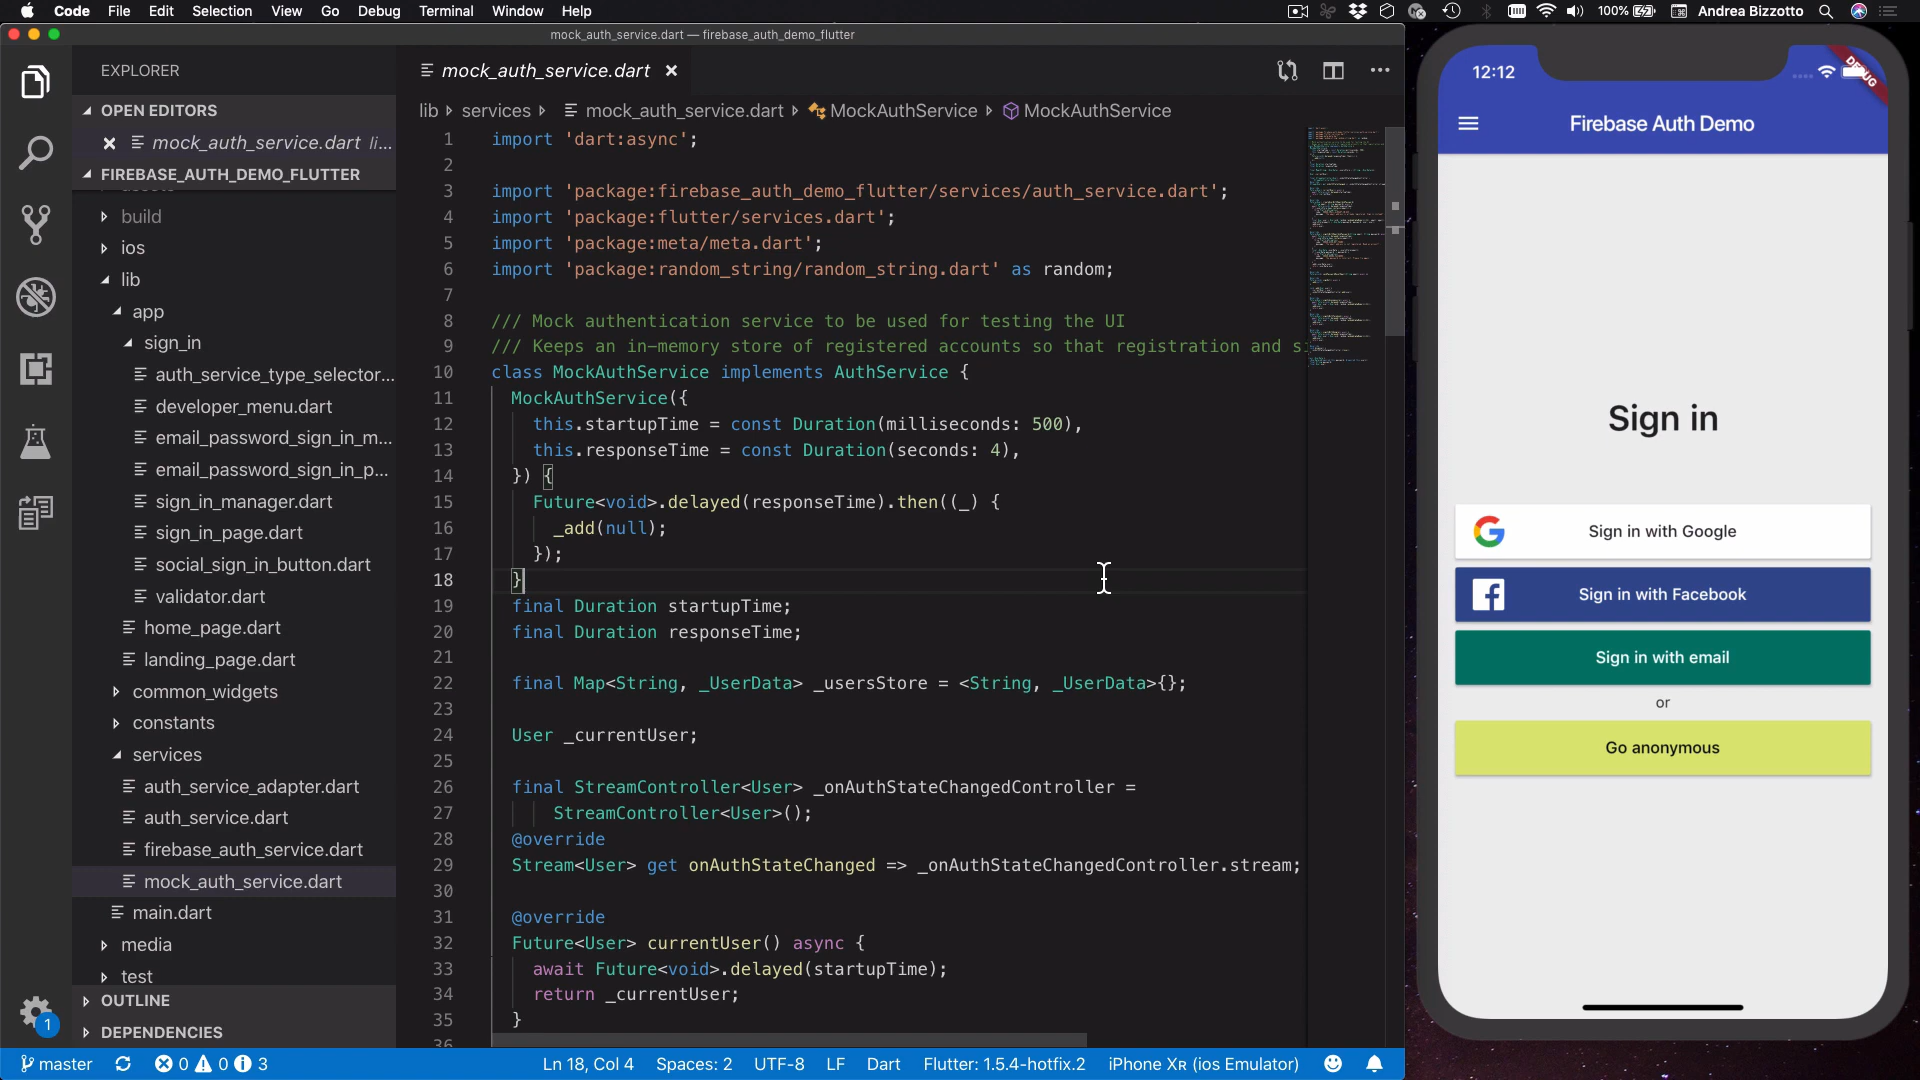 Code File Edit Selection View Go Debug Terminal Window Help
100% Andrea Bizzotto
mock_auth_service.dart — firebase_auth_demo_flutter
EXPLORER
OPEN EDITORS
mock_auth_service.dart li...
FIREBASE_AUTH_DEMO_FLUTTER
build
ios
lib
app
sign_in
auth_service_type_selector...
developer_menu.dart
email_password_sign_in_m...
email_password_sign_in_p...
sign_in_manager.dart
sign_in_page.dart
social_sign_in_button.dart
validator.dart
home_page.dart
landing_page.dart
common_widgets
constants
services
auth_service_adapter.dart
auth_service.dart
firebase_auth_service.dart
mock_auth_service.dart
main.dart
media
test
OUTLINE
DEPENDENCIES
1
mock_auth_service.dart
lib services mock_auth_service.dart MockAuthService MockAuthService
1 import 'dart:async';
2
3 import 'package:firebase_auth_demo_flutter/services/auth_service.dart';
4 import 'package:flutter/services.dart';
5 import 'package:meta/meta.dart';
6 import 'package:random_string/random_string.dart' as random;
7
8 /// Mock authentication service to be used for testing the UI
9 /// Keeps an in-memory store of registered accounts so that registration and si
10 class MockAuthService implements AuthService {
11 MockAuthService({
12 this.startupTime = const Duration(milliseconds: 500),
13 this.responseTime = const Duration(seconds: 4),
14 }) {
15 Future<void>.delayed(responseTime).then((_) {
16 _add(null);
17 });
18 }
19 final Duration startupTime;
20 final Duration responseTime;
21
22 final Map<String, _UserData> _usersStore = <String, _UserData>{};
23
24 User _currentUser;
25
26 final StreamController<User> _onAuthStateChangedController =
27 StreamController<User>();
28 @override
29 Stream<User> get onAuthStateChanged => _onAuthStateChangedController.stream;
30
31 @override
32 Future<User> currentUser() async {
33 await Future<void>.delayed(startupTime);
34 return _currentUser;
35 }
36
master 0 0 3 Ln 18, Col 4 Spaces: 2 UTF-8 LF Dart Flutter: 1.5.4-hotfix.2 iPhone XR (ios Emulator)
12:12
DEBUG
Firebase Auth Demo
Sign in
Sign in with Google
Sign in with Facebook
Sign in with email
or
Go anonymous